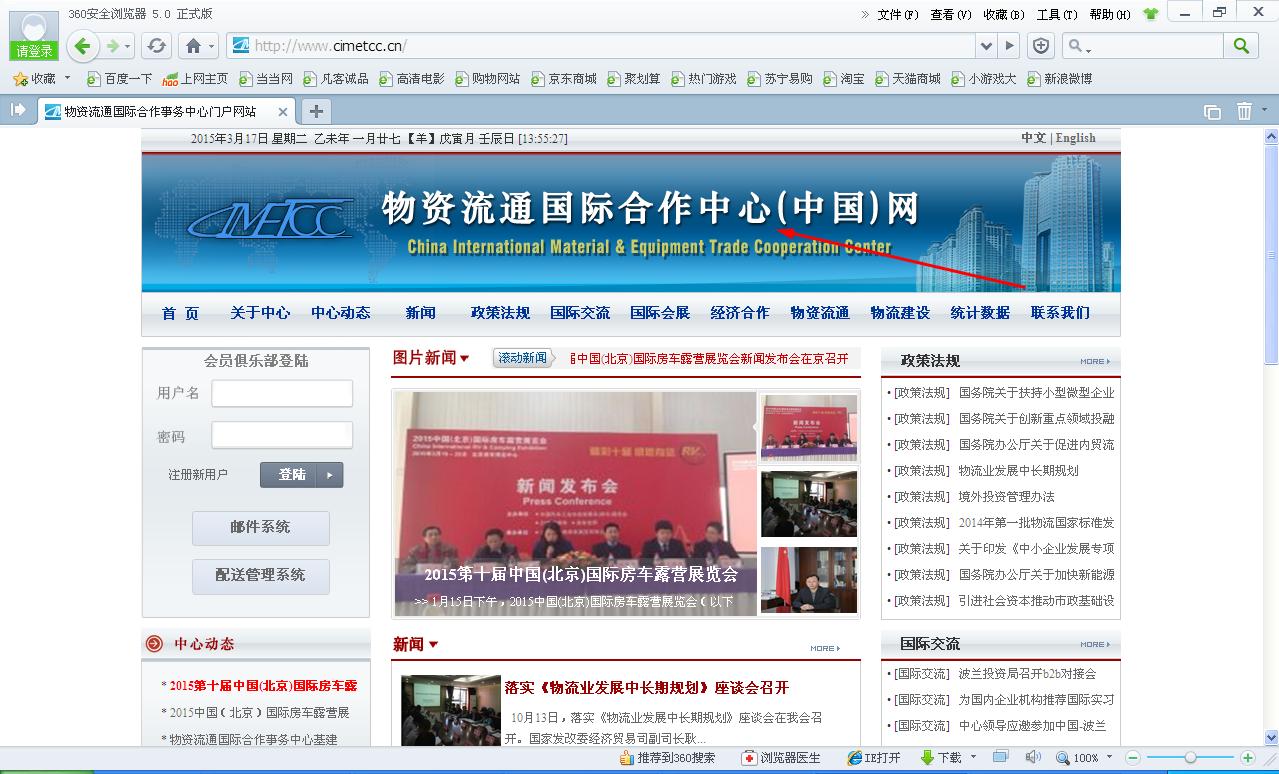 360安全浏览器 5.0 正式版
文件(F) 查看(V) 收藏(B) 工具(T) 帮助(H)
请登录
http://www.cimetcc.cn/
收藏 百度一下 hao 上网主页 当当网 凡客诚品 高清电影 购物网站 京东商城 聚划算 热门游戏 苏宁易购 淘宝 天猫商城 小游戏大 新浪微博
物资流通国际合作事务中心门户网站
2015年3月17日 星期二 乙未年 一月廿七 【羊】戊寅月 壬辰日 [13:55:27]
中文 | English
CIMETCC
物资流通国际合作中心(中国)网
China International Material & Equipment Trade Cooperation Center
首 页 关于中心 中心动态 新闻 政策法规 国际交流 国际会展 经济合作 物资流通 物流建设 统计数据 联系我们
会员俱乐部登陆
用户名
密码
注册新用户 登陆
邮件系统
配送管理系统
图片新闻 滚动新闻 中国(北京)国际房车露营展览会新闻发布会在京召开
2015中国(北京)国际房车露营展览会
China International RV & Camping Exhibition
新闻发布会
Press Conference
2015第十届中国(北京)国际房车露营展览会
>> 1月15日下午，2015中国(北京)国际房车露营展览会（以下
新闻发布会
政策法规 MORE
• [政策法规] 国务院关于扶持小型微型企业
• [政策法规] 国务院关于创新重点领域投融
• [政策法规] 国务院办公厅关于促进内贸流
• [政策法规] 物流业发展中长期规划
• [政策法规] 境外投资管理办法
• [政策法规] 2014年第二批物流国家标准发
• [政策法规] 关于印发《中小企业发展专项
• [政策法规] 国务院办公厅关于加快新能源
• [政策法规] 引进社会资本推动市政基础设
中心动态
* 2015第十届中国(北京)国际房车露
* 2015中国（北京）国际房车露营展
* 物资流通国际合作事务中心基建
新闻 MORE
落实《物流业发展中长期规划》座谈会召开
10月13日，落实《物流业发展中长期规划》座谈会在我会召
开。国家发改委经济贸易司副司长耿...
国际交流 MORE
• [国际交流] 波兰投资局召开b2b对接会
• [国际交流] 为国内企业机构推荐国际实习
• [国际交流] 中心领导应邀参加中国-波兰
推荐到360搜索 浏览器医生 IE打开 下载 100%